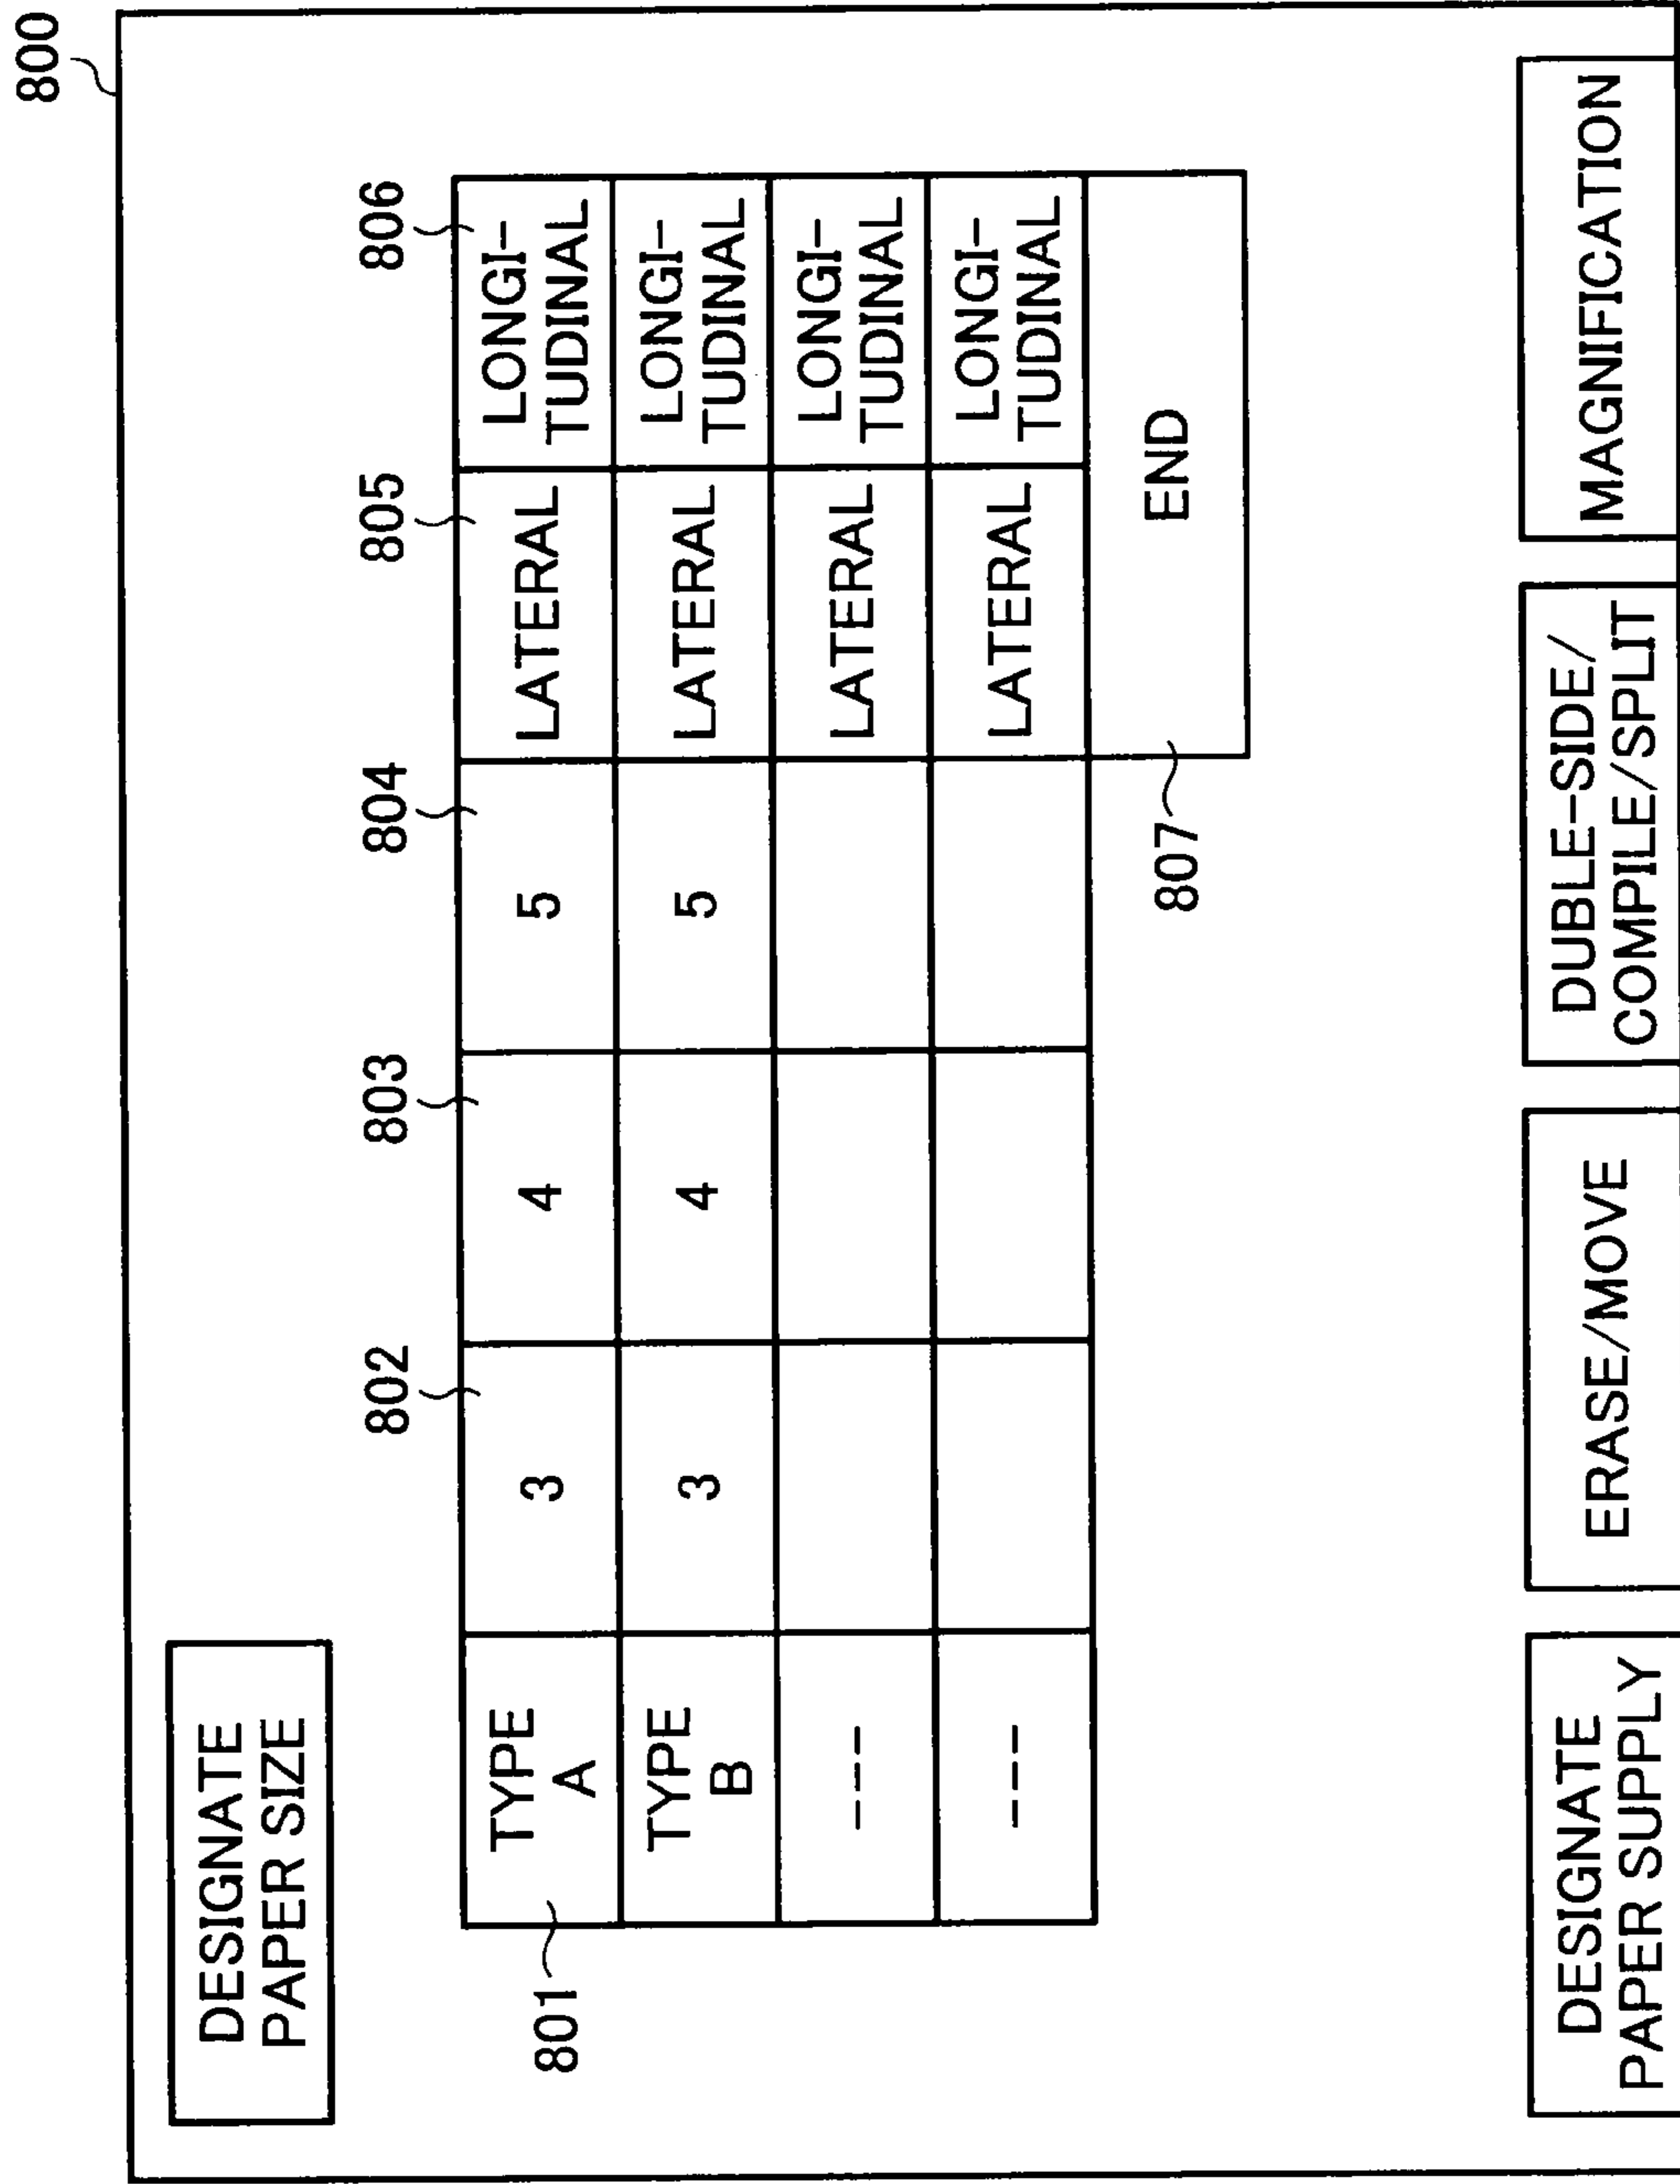 800
DESIGNATE
PAPER SIZE
802
803
804
805
806
801
TYPE
A
3
4
5
LATERAL
LONGI-
TUDINAL
TYPE
B
3
4
5
LATERAL
LONGI-
TUDINAL
---
LATERAL
LONGI-
TUDINAL
---
LATERAL
LONGI-
TUDINAL
807
END
DESIGNATE
PAPER SUPPLY
ERASE/MOVE
DUBLE-SIDE/
COMPILE/SPLIT
MAGNIFICATION